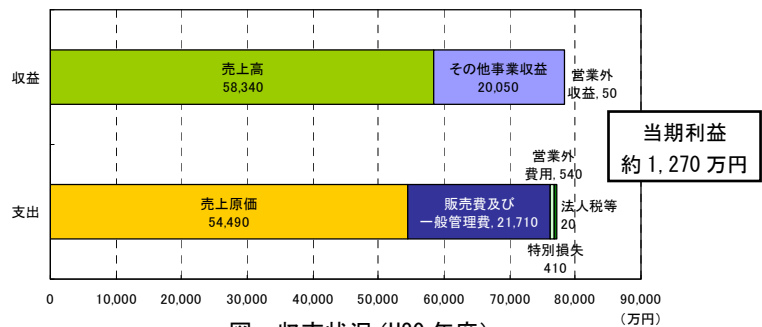 収益
売上高
58,340
その他事業収益
20,050
営業外
収益, 50
当期利益
約 1,270 万円
支出
売上原価
54,490
販売費及び
一般管理費, 21,710
営業外
費用, 540
法人税等
20
特別損失
410
0 10,000 20,000 30,000 40,000 50,000 60,000 70,000 80,000 90,000
(万円)